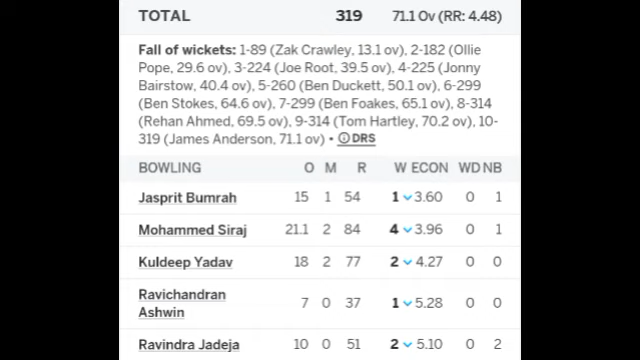 TOTAL 319 71.1 Ov (RR: 4.48)
Fall of wickets: 1-89 (Zak Crawley, 13.1 ov), 2-182 (Ollie
Pope, 29.6 ov), 3-224 (Joe Root, 39.5 ov), 4-225 (Jonny
Bairstow, 40.4 ov), 5-260 (Ben Duckett, 50.1 ov), 6-299
(Ben Stokes, 64.6 ov), 7-299 (Ben Foakes, 65.1 ov), 8-314
(Rehan Ahmed, 69.5 ov), 9-314 (Tom Hartley, 70.2 ov), 10-
319 (James Anderson, 71.1 ov) • DRS
BOWLING O M R W ECON WD NB
Jasprit Bumrah 15 1 54 1 3.60 0 1
Mohammed Siraj 21.1 2 84 4 3.96 0 1
Kuldeep Yadav 18 2 77 2 4.27 0 0
Ravichandran
Ashwin 7 0 37 1 5.28 0 0
Ravindra Jadeja 10 0 51 2 5.10 0 2